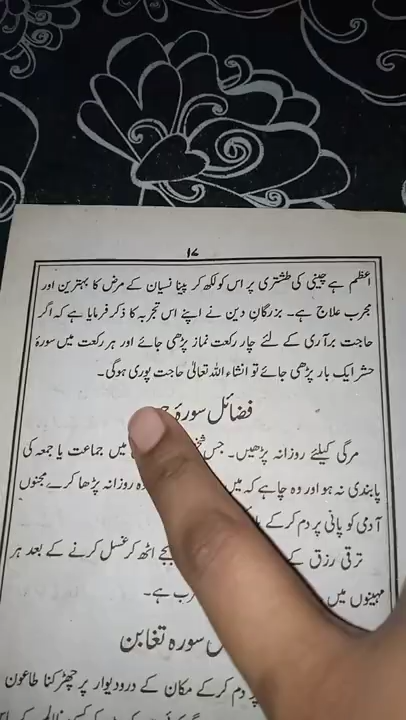 ۱۷
اعظم ہے چینی کی طشتری پر اس کو لکھ کر پینا نسیان کے مرض کا بہترین اور
مجرب علاج ہے۔ بزرگانِ دین نے اپنے اس تجربہ کا ذکر فرمایا ہے کہ اگر
حاجت برآری کے لئے چار رکعت نماز پڑھی جائے اور ہر رکعت میں سورۂ
حشر ایک بار پڑھی جائے تو انشاء اللہ تعالیٰ حاجت پوری ہوگی۔
فضائل سورۂ
مرگی کیلئے روزانہ پڑھیں۔ جس میں جماعت یا جمعہ کی
پابندی نہ ہو اور وہ چاہے کہ روزانہ پڑھا کرے مجنوں
آدمی کو پانی پر دم کر کے
ترقی رزق کے اٹھ کر غسل کرنے کے بعد ہر
مہینوں میں ہے۔
سورہ تغابن
پر دم کر کے مکان کے در و دیوار پر چھڑکنا طاعون